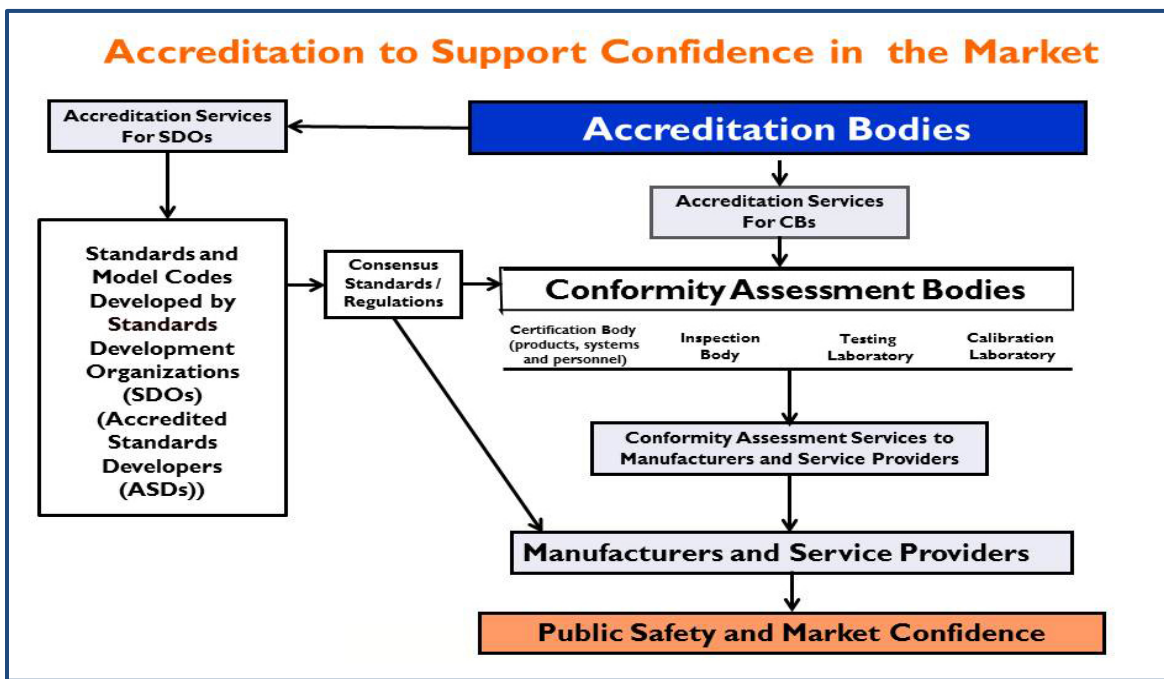 Accreditation to Support Confidence in the Market
Accreditation Services
For SDOs
Accreditation Bodies
Accreditation Services
For CBs
Standards and
Model Codes
Developed by
Standards
Development
Organizations
(SDOs)
(Accredited
Standards
Developers
(ASDs))
Consensus
Standards /
Regulations
Conformity Assessment Bodies
Certification Body
(products, systems
and personnel)
Inspection
Body
Testing
Laboratory
Calibration
Laboratory
Conformity Assessment Services to
Manufacturers and Service Providers
Manufacturers and Service Providers
Public Safety and Market Confidence